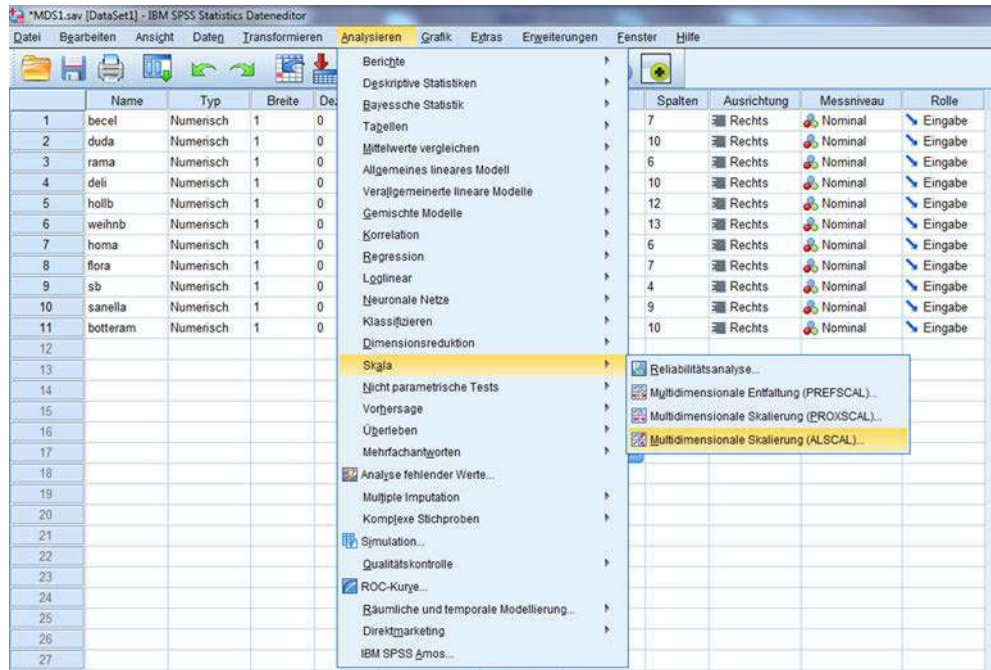 *MDS1.sav [DataSet1] - IBM SPSS Statistics Dateneditor
Datei Bearbeiten Ansicht Daten Transformieren Analysieren Grafik Extras Erweiterungen Fenster Hilfe
Name Typ Breite Dez Spalten Ausrichtung Messniveau Rolle
1 becel Numerisch 1 0 7 Rechts Nominal Eingabe
2 duda Numerisch 1 0 10 Rechts Nominal Eingabe
3 rama Numerisch 1 0 6 Rechts Nominal Eingabe
4 deli Numerisch 1 0 10 Rechts Nominal Eingabe
5 hollb Numerisch 1 0 12 Rechts Nominal Eingabe
6 weihnb Numerisch 1 0 13 Rechts Nominal Eingabe
7 homa Numerisch 1 0 6 Rechts Nominal Eingabe
8 flora Numerisch 1 0 7 Rechts Nominal Eingabe
9 sb Numerisch 1 0 4 Rechts Nominal Eingabe
10 sanella Numerisch 1 0 9 Rechts Nominal Eingabe
11 botteram Numerisch 1 0 10 Rechts Nominal Eingabe
12
13
14
15
16
17
18
19
20
21
22
23
24
25
26
27
Berichte
Deskriptive Statistiken
Bayessche Statistik
Tabellen
Mittelwerte vergleichen
Allgemeines lineares Modell
Verallgemeinerte lineare Modelle
Gemischte Modelle
Korrelation
Regression
Loglinear
Neuronale Netze
Klassifizieren
Dimensionsreduktion
Skala
Nicht parametrische Tests
Vorhersage
Überleben
Mehrfachantworten
Analyse fehlender Werte...
Multiple Imputation
Komplexe Stichproben
Simulation...
Qualitätskontrolle
ROC-Kurve...
Räumliche und temporale Modellierung...
Direktmarketing
IBM SPSS Amos...
Reliabilitätsanalyse...
Multidimensionale Entfaltung (PREFSCAL)...
Multidimensionale Skalierung (PROXSCAL)...
Multidimensionale Skalierung (ALSCAL)...